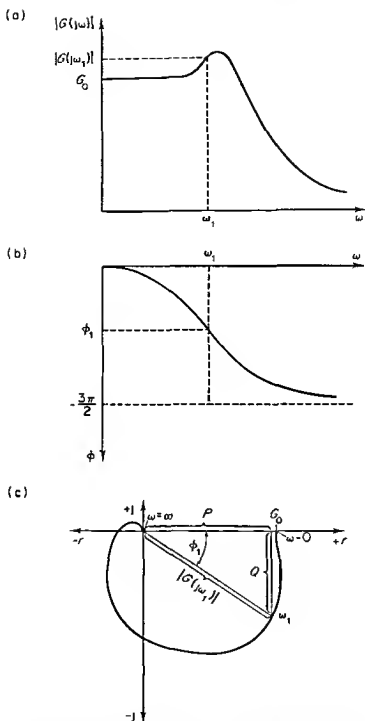 (a)
|G(jω)|
|G(jω₁)|
G₀
ω₁
ω
(b)
ω₁
ω
ϕ₁
-3π/2
ϕ
(c)
+j
ω=∞
P
G₀
-r
+r
ω-0
ϕ₁
|G(jω₁)|
Q
ω₁
-j